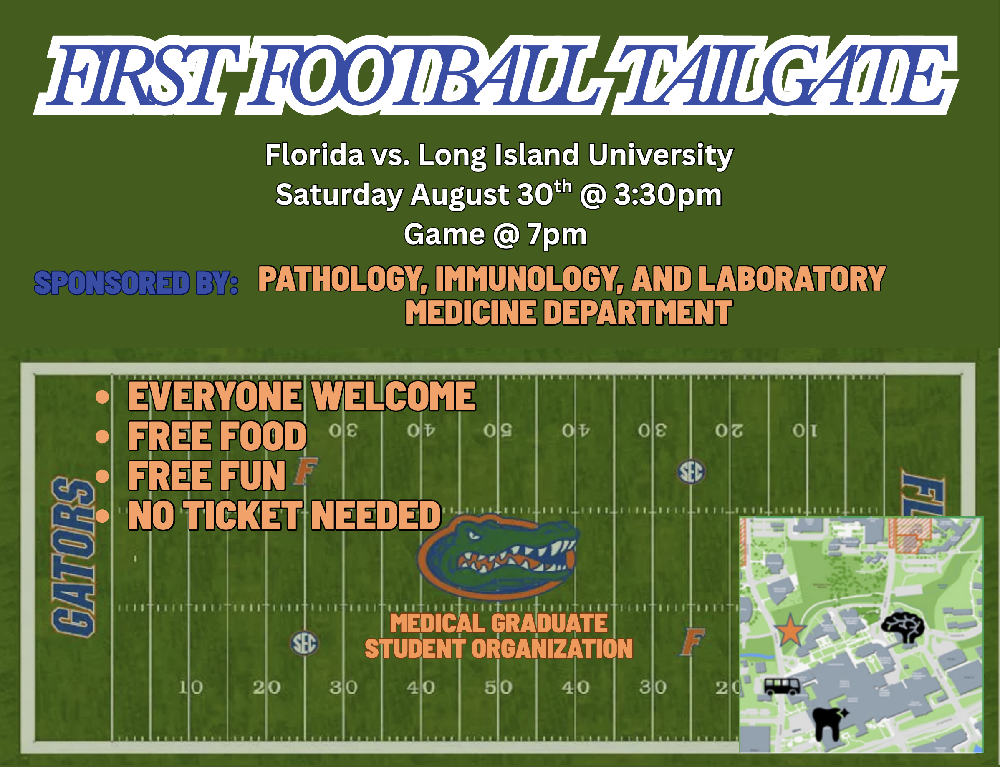 FIRST FOOTBALL TAILGATE
Florida vs. Long Island University
Saturday August 30th @ 3:30pm
Game @ 7pm
SPONSORED BY: PATHOLOGY, IMMUNOLOGY, AND LABORATORY
MEDICINE DEPARTMENT
EVERYONE WELCOME
FREE FOOD
FREE FUN
NO TICKET NEEDED
30 40 50 40 30 20 10
F
SEC
GATORS
FL
MEDICAL GRADUATE
STUDENT ORGANIZATION
SEC
F
10 20 30 40 50 40 30 20